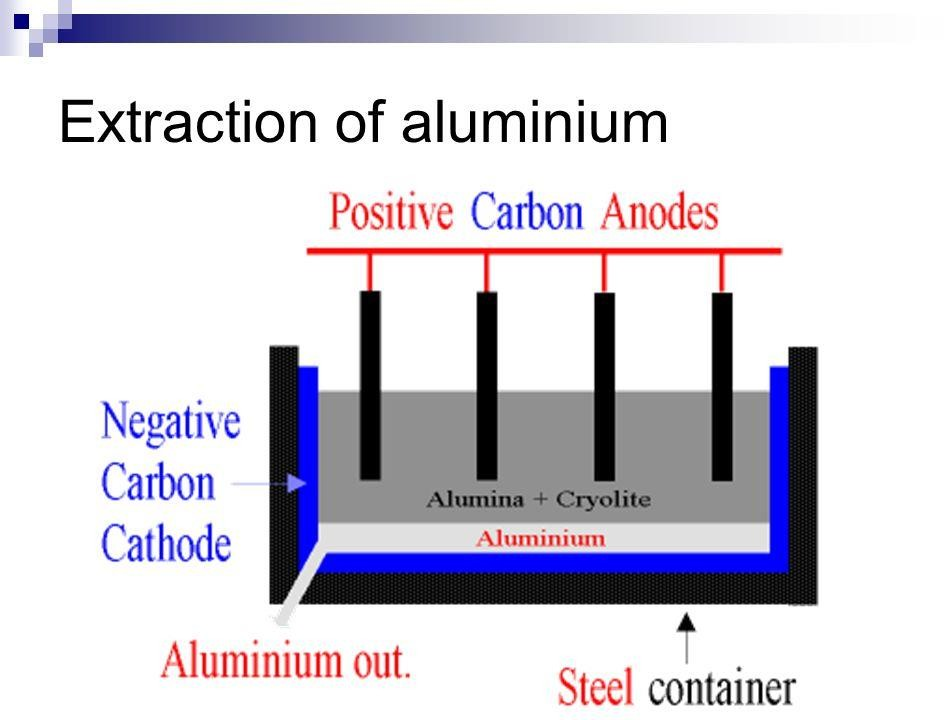 Extraction of aluminium
Positive Carbon Anodes
Negative
Carbon
Cathode
Alumina + Cryolite
Aluminium
Aluminium out.
Steel container